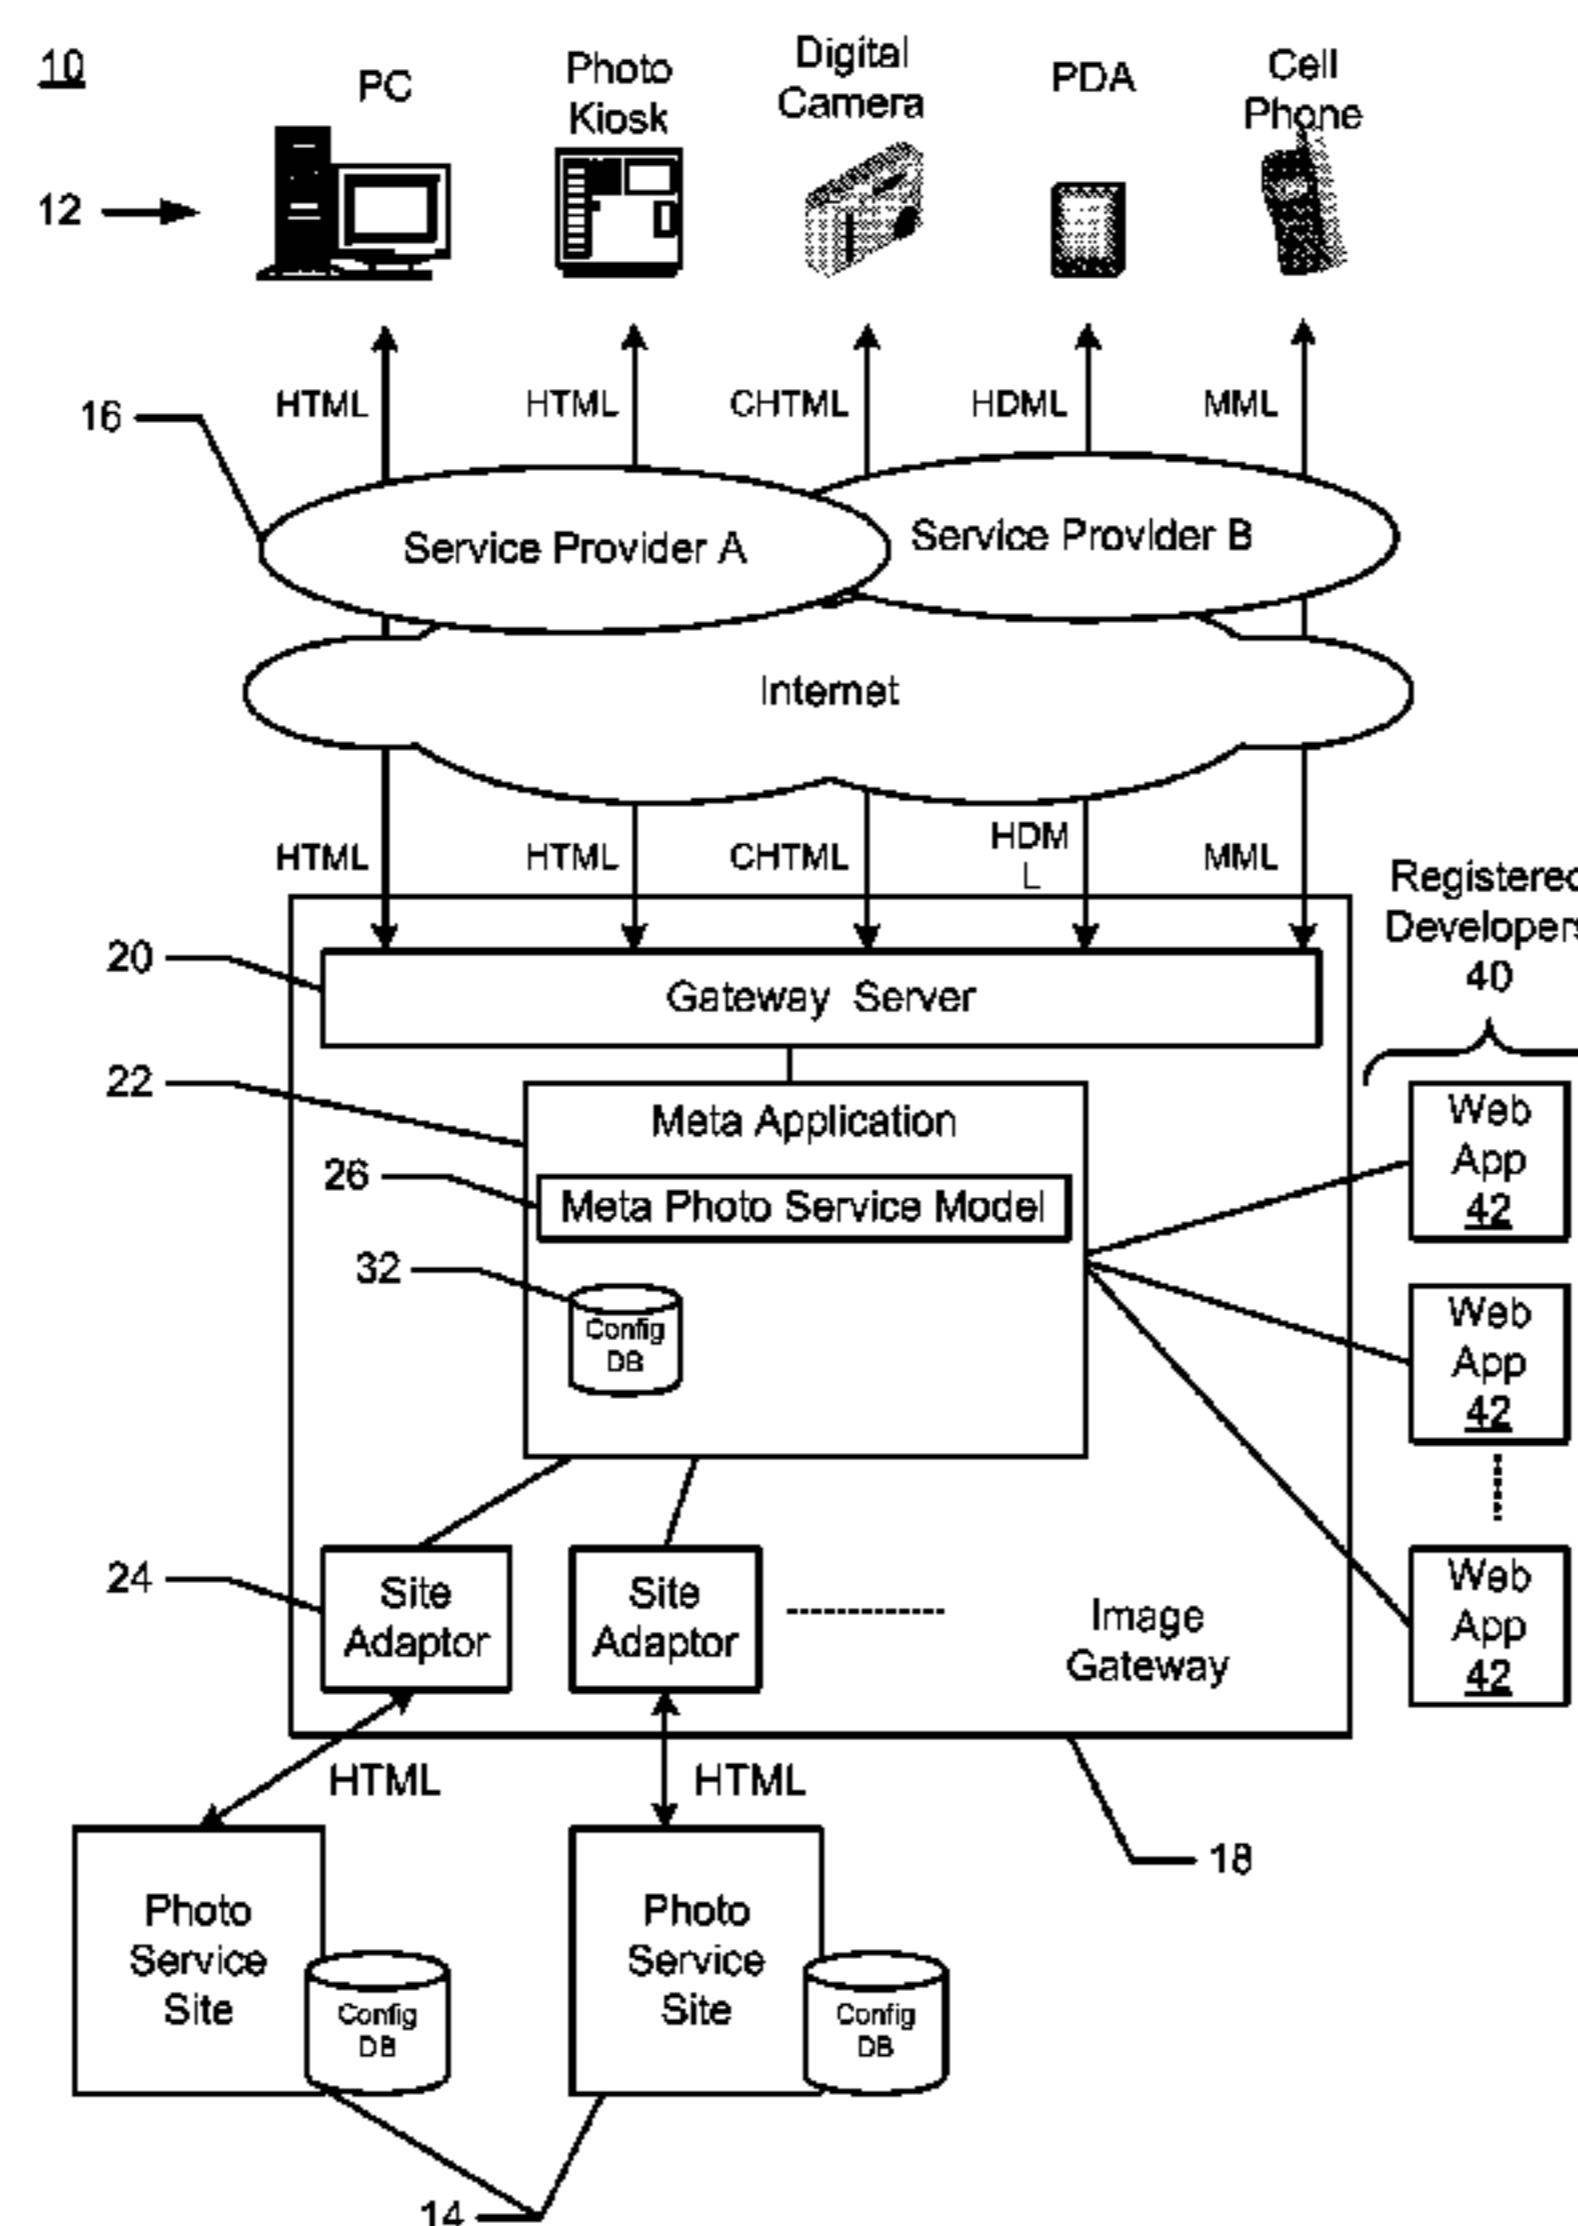 10
PC
Photo
Kiosk
Digital
Camera
PDA
Cell
Phone
12
16
HTML
HTML
CHTML
HDML
MML
Service Provider A
Service Provider B
Internet
HTML
HTML
CHTML
HDM
L
MML
Registered
Developers
40
20
Gateway Server
22
Meta Application
26
Meta Photo Service Model
32
Config
DB
Web
App
42
Web
App
42
Web
App
42
24
Site
Adaptor
Site
Adaptor
Image
Gateway
HTML
HTML
18
Photo
Service
Site
Config
DB
Photo
Service
Site
Config
DB
14